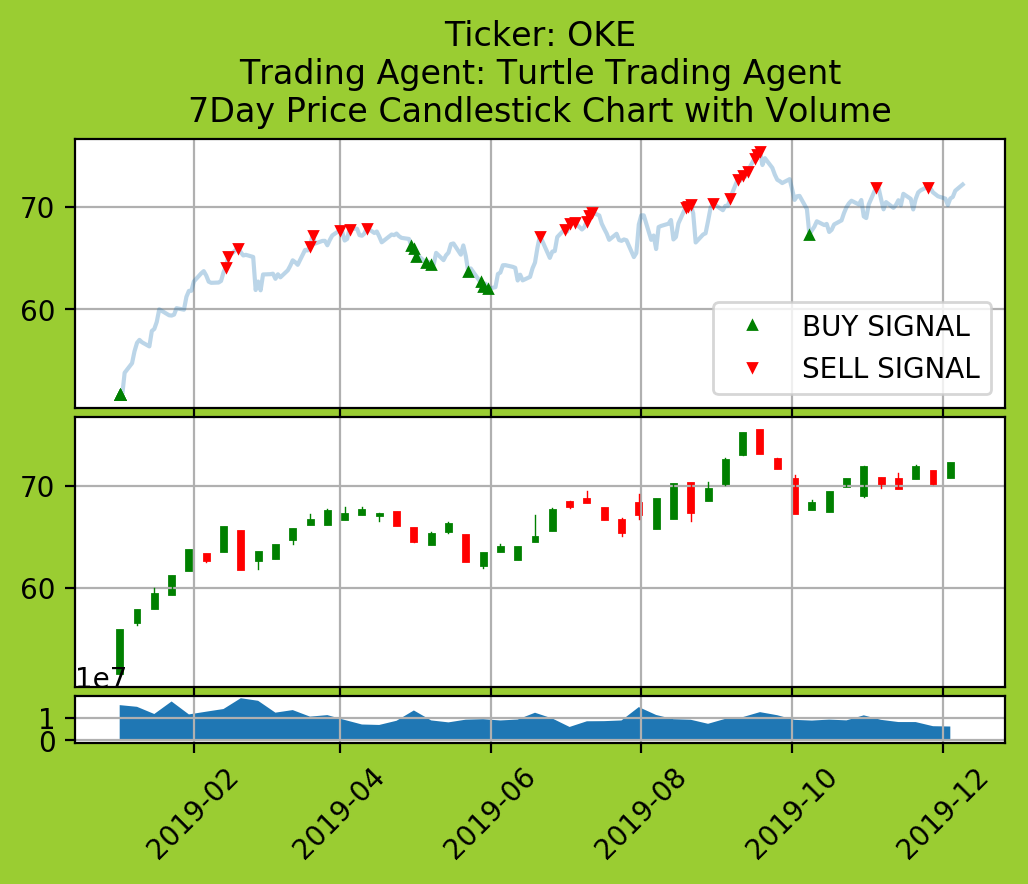 Ticker: OKE
Trading Agent: Turtle Trading Agent
7Day Price Candlestick Chart with Volume
70
60
BUY SIGNAL
SELL SIGNAL
70
60
1e7
1
0
2019-02
2019-04
2019-06
2019-08
2019-10
2019-12